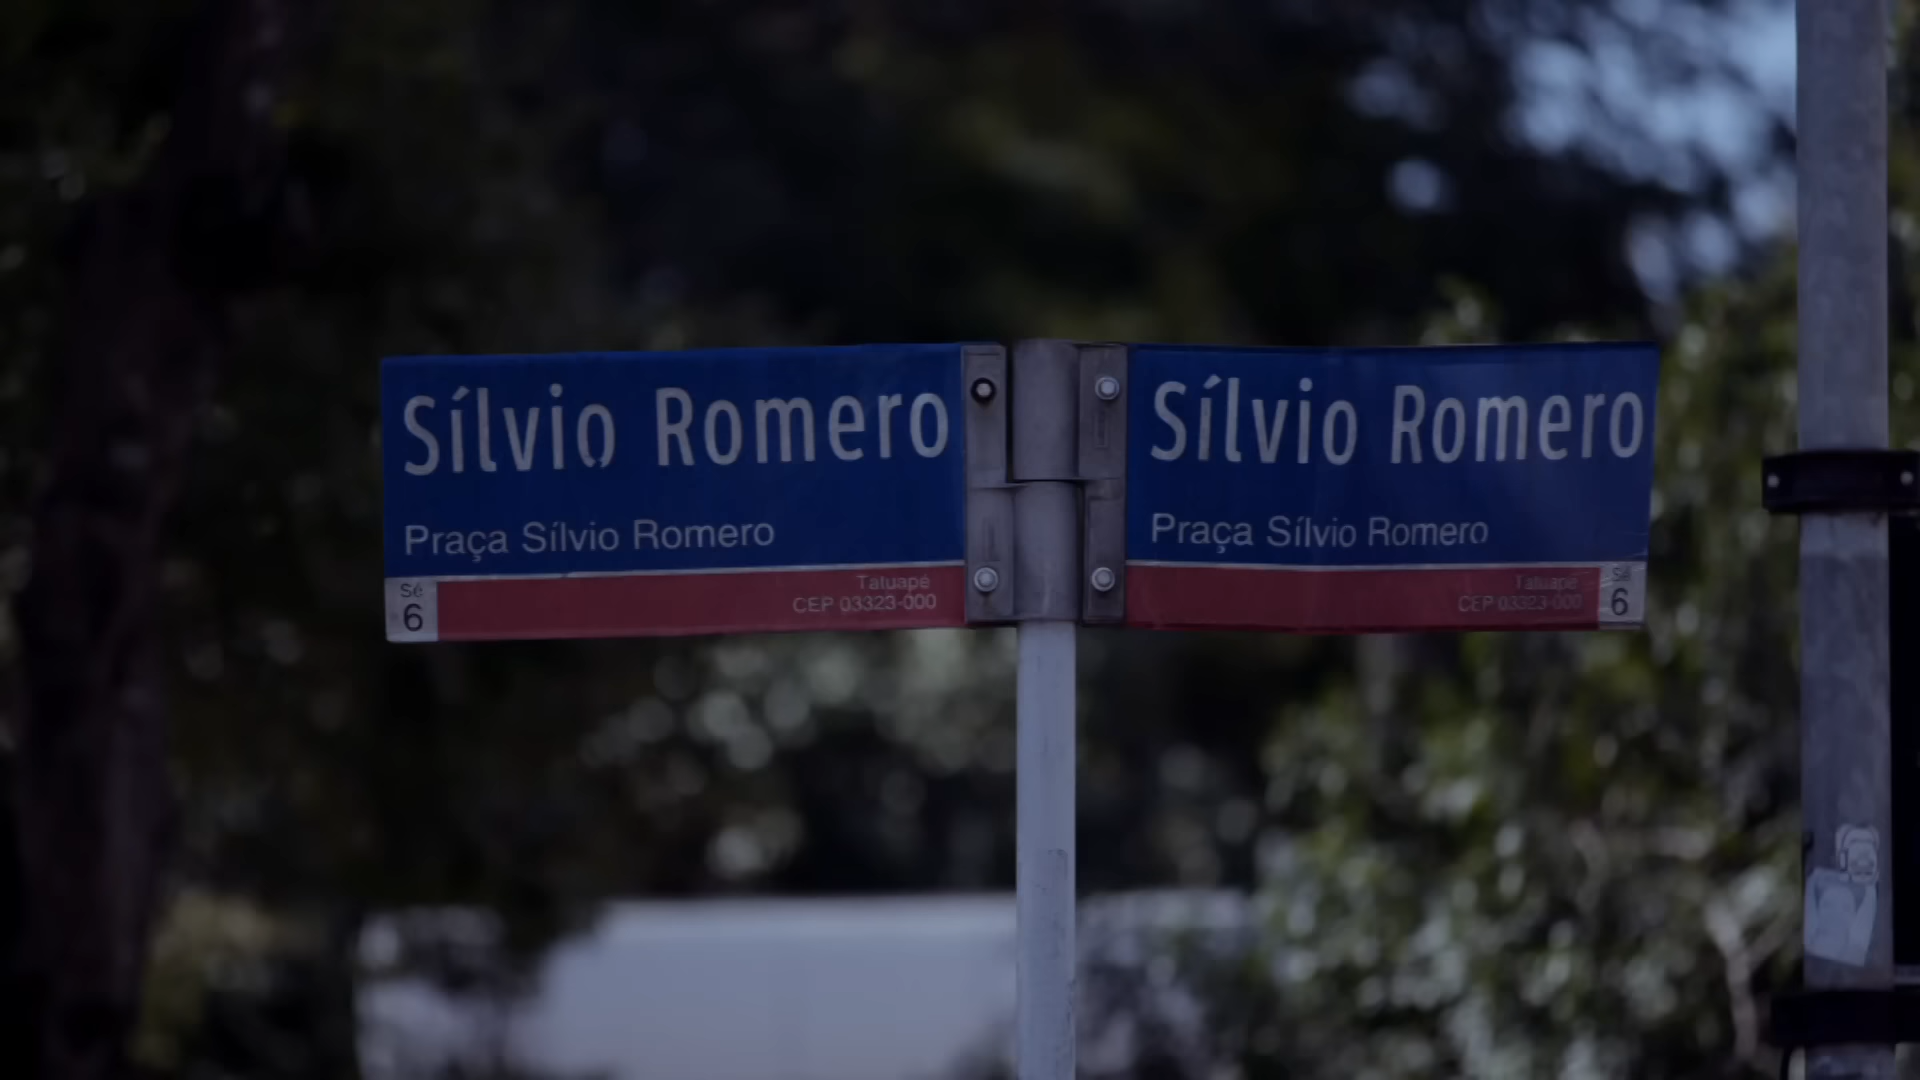 Sílvio Romero
Praça Sílvio Romero
Sé
6
Tatuapé
CEP 03323-000
Sílvio Romero
Praça Sílvio Romero
Tatuapé
CEP 03323-000
Sé
6